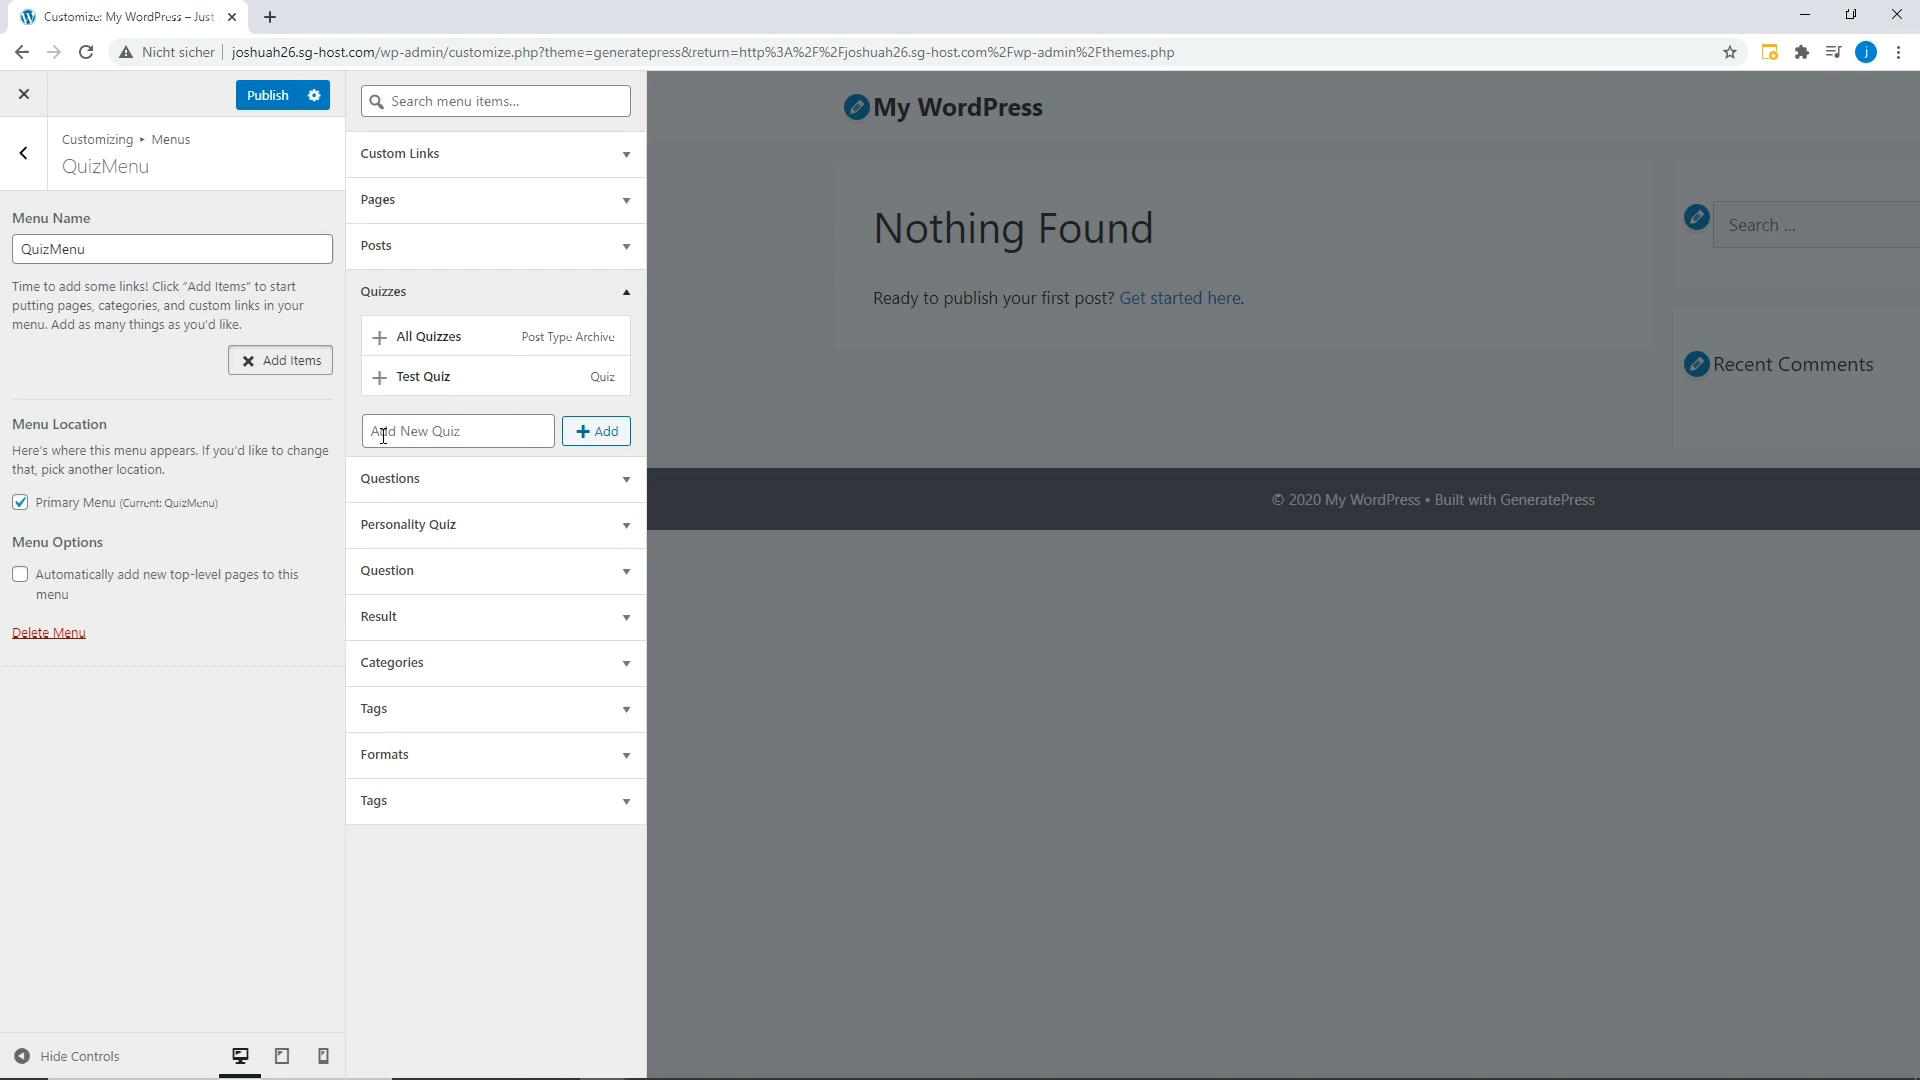 Customize: My WordPress – Just
Nicht sicher
joshuah26.sg-host.com/wp-admin/customize.php?theme=generatepress&return=http%3A%2F%2Fjoshuah26.sg-host.com%2Fwp-admin%2Fthemes.php
j
Publish
Customizing ▸ Menus
QuizMenu
Menu Name
QuizMenu
Time to add some links! Click “Add Items” to start
putting pages, categories, and custom links in your
menu. Add as many things as you'd like.
Add Items
Menu Location
Here's where this menu appears. If you'd like to change
that, pick another location.
Primary Menu (Current: QuizMenu)
Menu Options
Automatically add new top-level pages to this
menu
Delete Menu
Hide Controls
Search menu items...
Custom Links
Pages
Posts
Quizzes
All Quizzes Post Type Archive
Test Quiz Quiz
Add New Quiz
Add
Questions
Personality Quiz
Question
Result
Categories
Tags
Formats
Tags
My WordPress
Nothing Found
Ready to publish your first post? Get started here.
Search ...
Recent Comments
© 2020 My WordPress • Built with GeneratePress